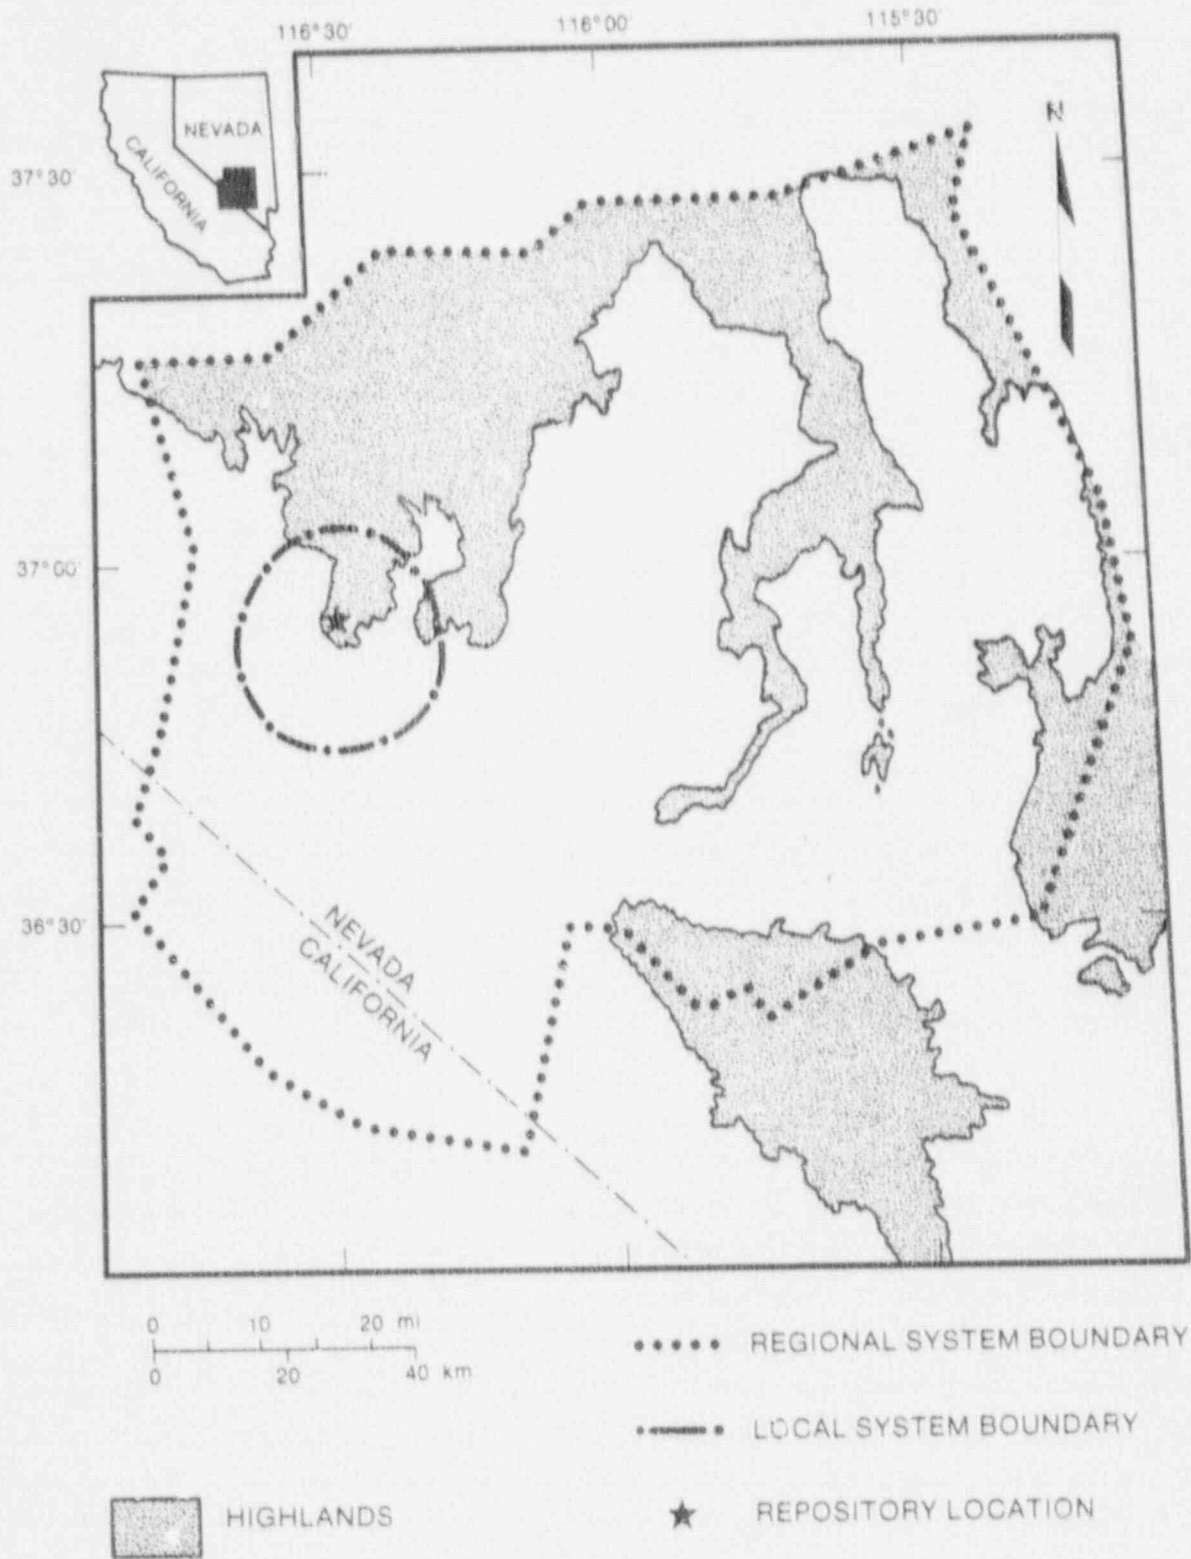 116°30'
116°00'
115°30'
N
NEVADA
CALIFORNIA
37°30'
37°00'
36°30'
NEVADA
CALIFORNIA
0 10 20 mi
0 20 40 km
REGIONAL SYSTEM BOUNDARY
LOCAL SYSTEM BOUNDARY
HIGHLANDS
REPOSITORY LOCATION